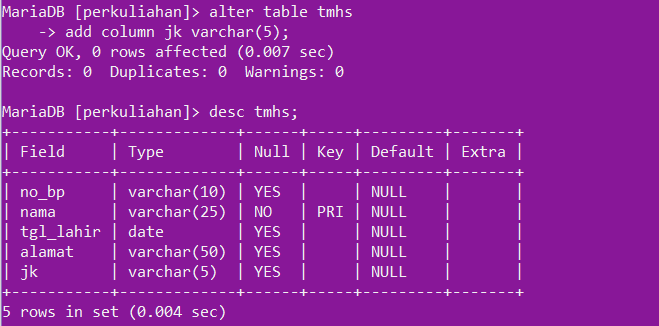 MariaDB [perkuliahan]> alter table tmhs
    -> add column jk varchar(5);
Query OK, 0 rows affected (0.007 sec)
Records: 0  Duplicates: 0  Warnings: 0

MariaDB [perkuliahan]> desc tmhs;
+-----------+-------------+------+-----+---------+-------+
| Field     | Type        | Null | Key | Default | Extra |
+-----------+-------------+------+-----+---------+-------+
| no_bp     | varchar(10) | YES  |     | NULL    |       |
| nama      | varchar(25) | NO   | PRI | NULL    |       |
| tgl_lahir | date        | YES  |     | NULL    |       |
| alamat    | varchar(50) | YES  |     | NULL    |       |
| jk        | varchar(5)  | YES  |     | NULL    |       |
+-----------+-------------+------+-----+---------+-------+
5 rows in set (0.004 sec)